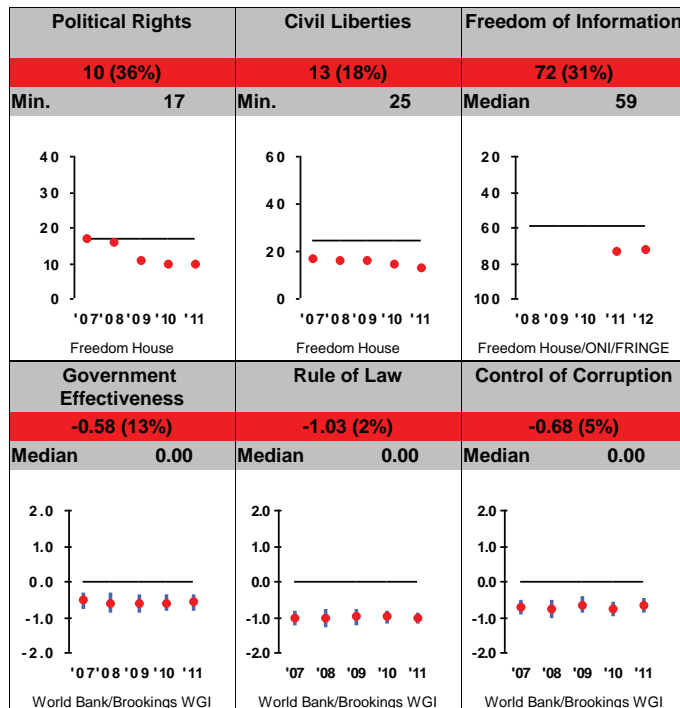 Political Rights
10 (36%)
Min. 17
40
30
20
10
0
'07 '08 '09 '10 '11
Freedom House
Civil Liberties
13 (18%)
Min. 25
60
40
20
0
'07 '08 '09 '10 '11
Freedom House
Freedom of Information
72 (31%)
Median 59
20
40
60
80
100
'08 '09 '10 '11 '12
Freedom House/ONI/FRINGE
Government
Effectiveness
-0.58 (13%)
Median 0.00
2.0
1.0
0.0
-1.0
-2.0
'07 '08 '09 '10 '11
World Bank/Brookings WGI
Rule of Law
-1.03 (2%)
Median 0.00
2.0
1.0
0.0
-1.0
-2.0
'07 '08 '09 '10 '11
World Bank/Brookings WGI
Control of Corruption
-0.68 (5%)
Median 0.00
2.0
1.0
0.0
-1.0
-2.0
'07 '08 '09 '10 '11
World Bank/Brookings WGI